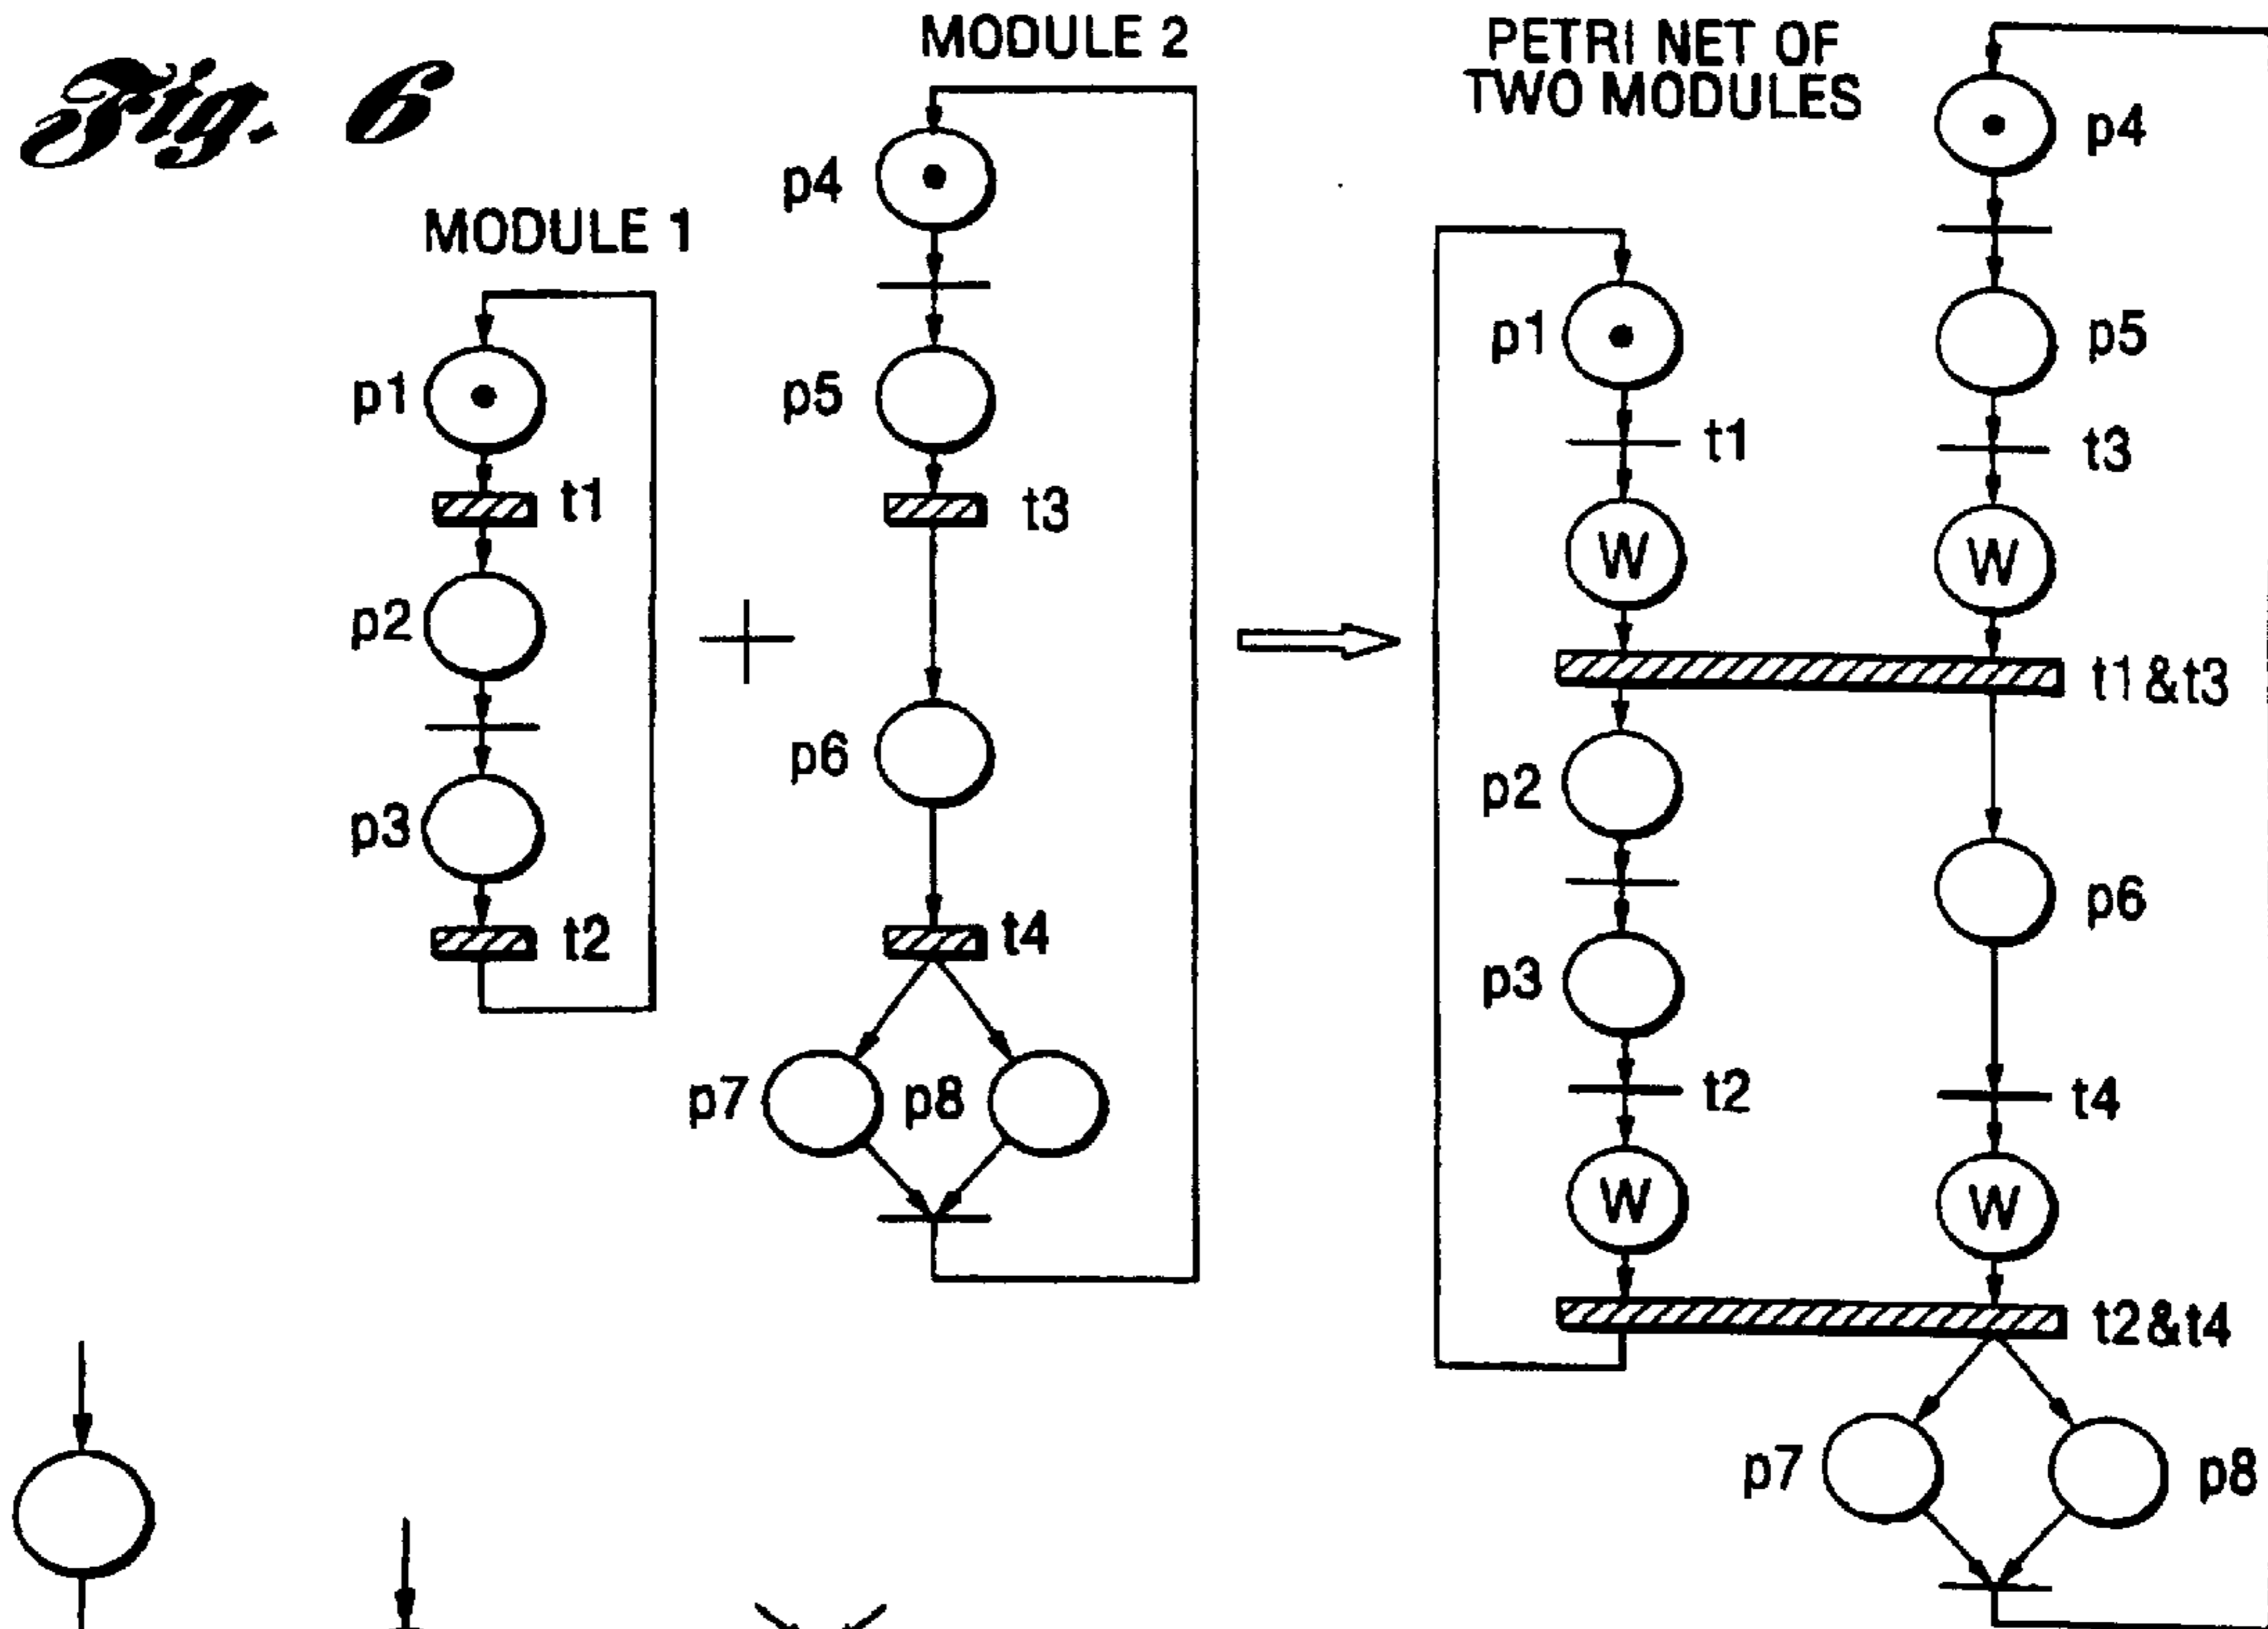 Fig. 6
MODULE 1
p1
t1
p2
p3
t2
MODULE 2
p4
p5
t3
p6
t4
p7
p8
PETRI NET OF
TWO MODULES
p4
p1
p5
t1
t3
W
W
t1&t3
p2
p6
p3
t2
t4
W
W
t2&t4
p7
p8